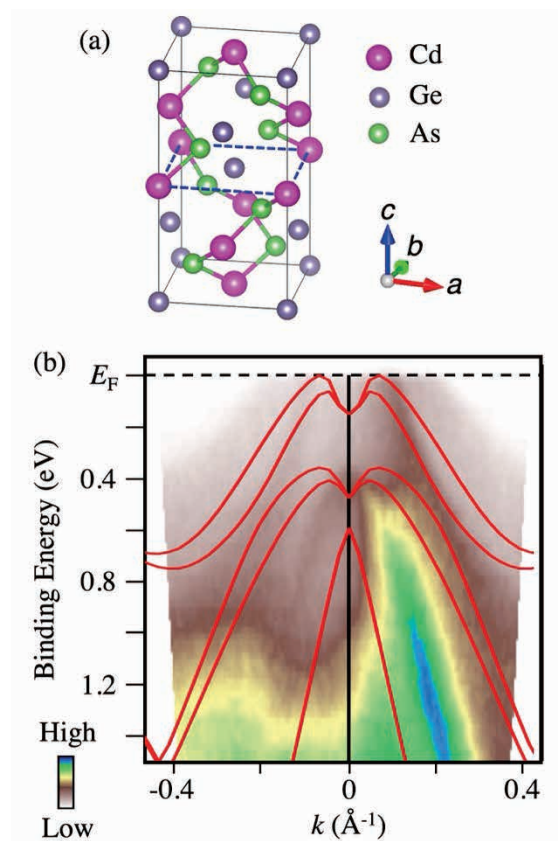 (a)
Cd
Ge
As
c
b
a
(b)
E_F
0.4
0.8
1.2
Binding Energy (eV)
High
Low
-0.4
0
0.4
k (Å⁻¹)